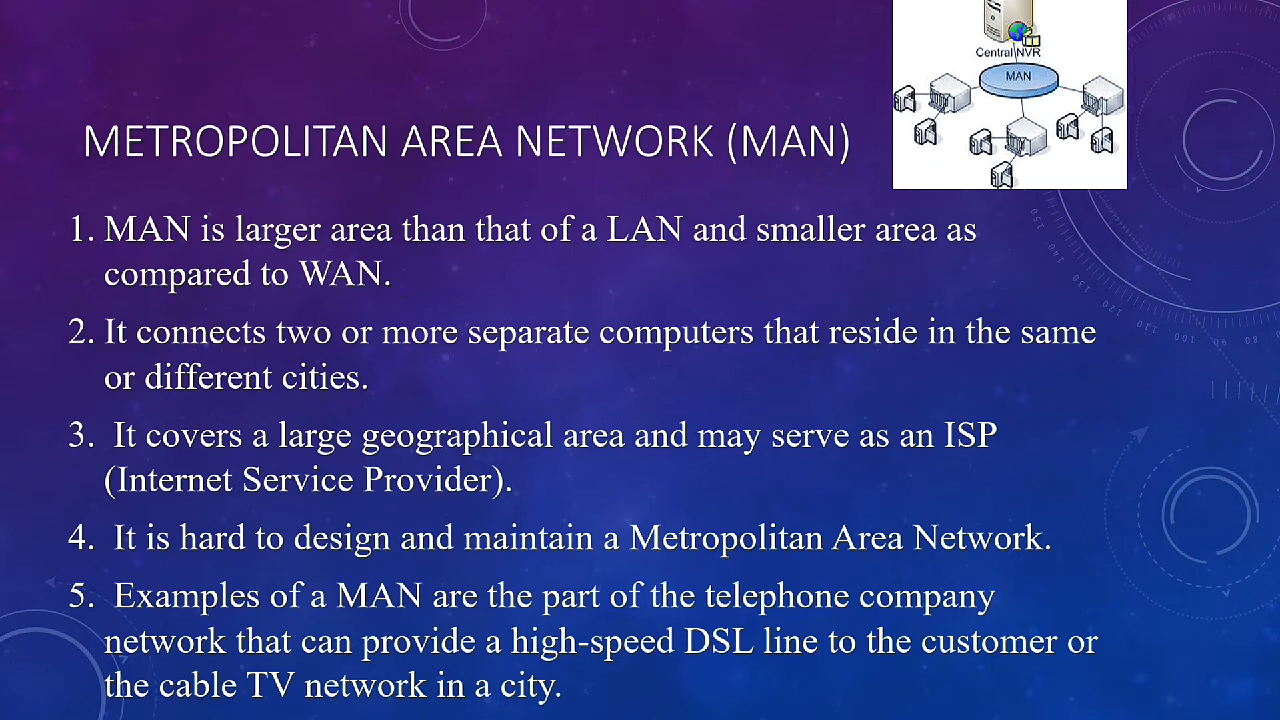 Central NVR
MAN
METROPOLITAN AREA NETWORK (MAN)
1. MAN is larger area than that of a LAN and smaller area as
compared to WAN.
2. It connects two or more separate computers that reside in the same
or different cities.
3. It covers a large geographical area and may serve as an ISP
(Internet Service Provider).
4. It is hard to design and maintain a Metropolitan Area Network.
5. Examples of a MAN are the part of the telephone company
network that can provide a high-speed DSL line to the customer or
the cable TV network in a city.